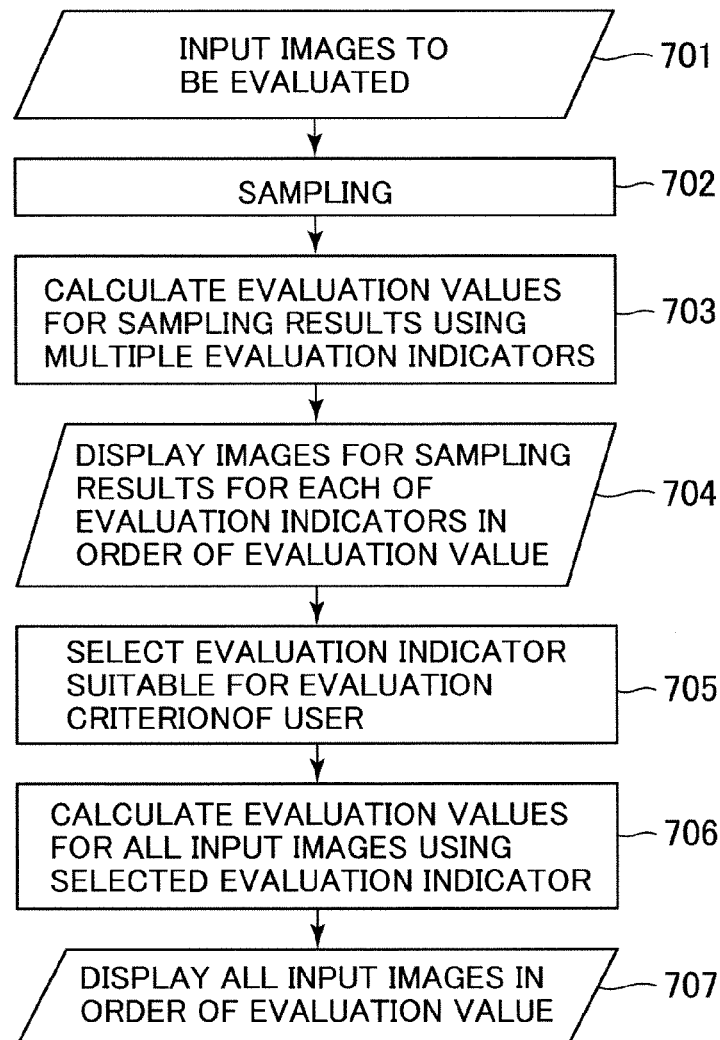 INPUT IMAGES TO
BE EVALUATED
701
SAMPLING
702
CALCULATE EVALUATION VALUES
FOR SAMPLING RESULTS USING
MULTIPLE EVALUATION INDICATORS
703
DISPLAY IMAGES FOR SAMPLING
RESULTS FOR EACH OF
EVALUATION INDICATORS IN
ORDER OF EVALUATION VALUE
704
SELECT EVALUATION INDICATOR
SUITABLE FOR EVALUATION
CRITERIONOF USER
705
CALCULATE EVALUATION VALUES
FOR ALL INPUT IMAGES USING
SELECTED EVALUATION INDICATOR
706
DISPLAY ALL INPUT IMAGES IN
ORDER OF EVALUATION VALUE
707